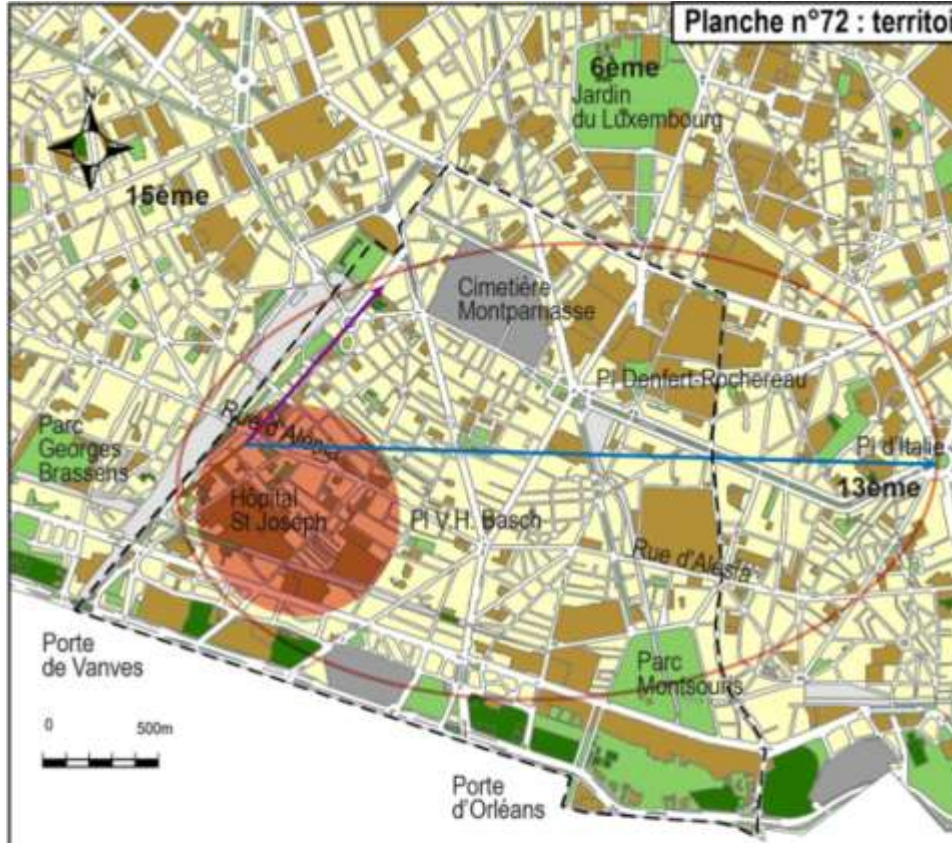 Planche n°72 : territoi
6ème
Jardin
du Luxembourg
N
15ème
Cimetière
Montparnasse
Pl Denfert-Rochereau
Rue d'Alésia
Parc
Georges
Brassens
Pl d'Italie
13ème
Hôpital
St Joseph
Pl V.H. Basch
Rue d'Alésia
Porte
de Vanves
Parc
Montsouris
0
500m
Porte
d'Orléans